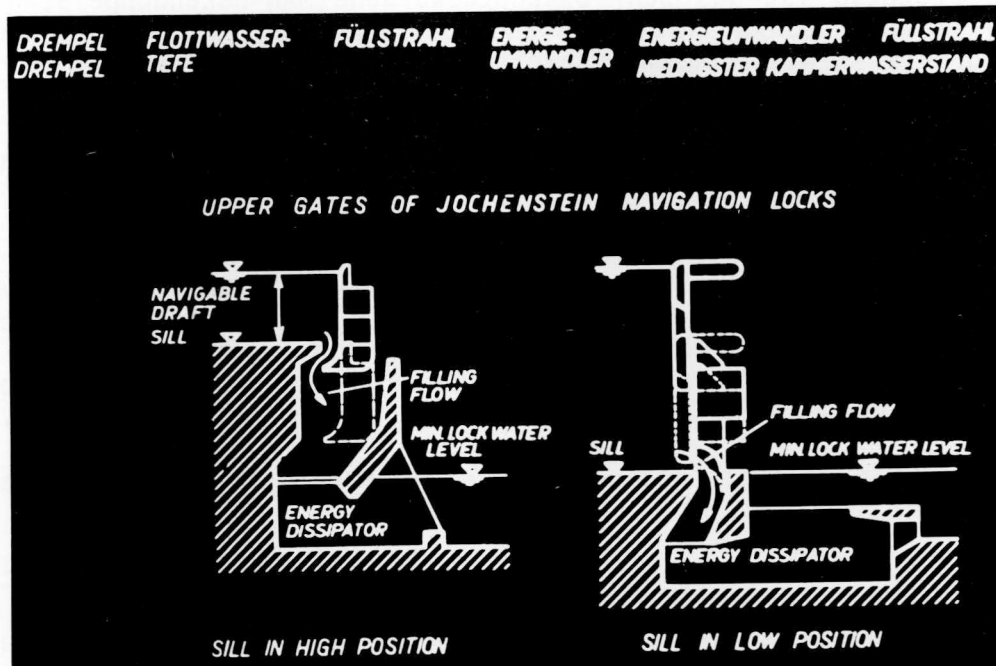 DREMPEL FLOTTWASSER- FÜLLSTRAHL ENERGIE- ENERGIEUMWANDLER FÜLLSTRAHL
DREMPEL TIEFE UMWANDLER NIEDRIGSTER KAMMERWASSERSTAND
UPPER GATES OF JOCHENSTEIN NAVIGATION LOCKS
NAVIGABLE
DRAFT
SILL
FILLING
FLOW
MIN. LOCK WATER
LEVEL
ENERGY
DISSIPATOR
SILL IN HIGH POSITION
FILLING FLOW
SILL
MIN. LOCK WATER LEVEL
ENERGY DISSIPATOR
SILL IN LOW POSITION